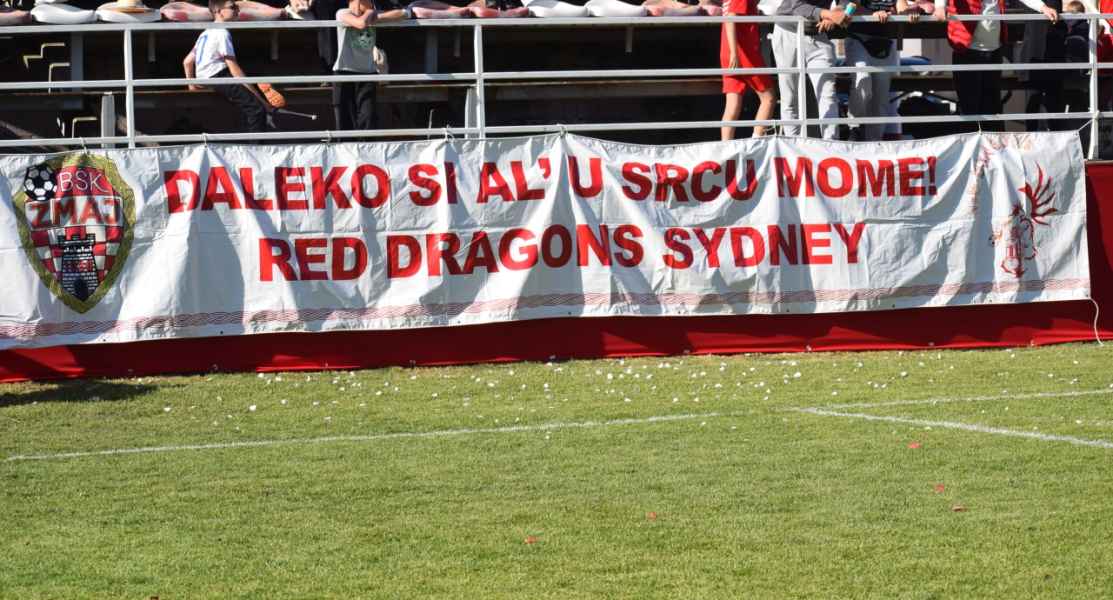 BSK
ZMAJ
DALEKO SI AL' U SRCU MOME!
RED DRAGONS SYDNEY